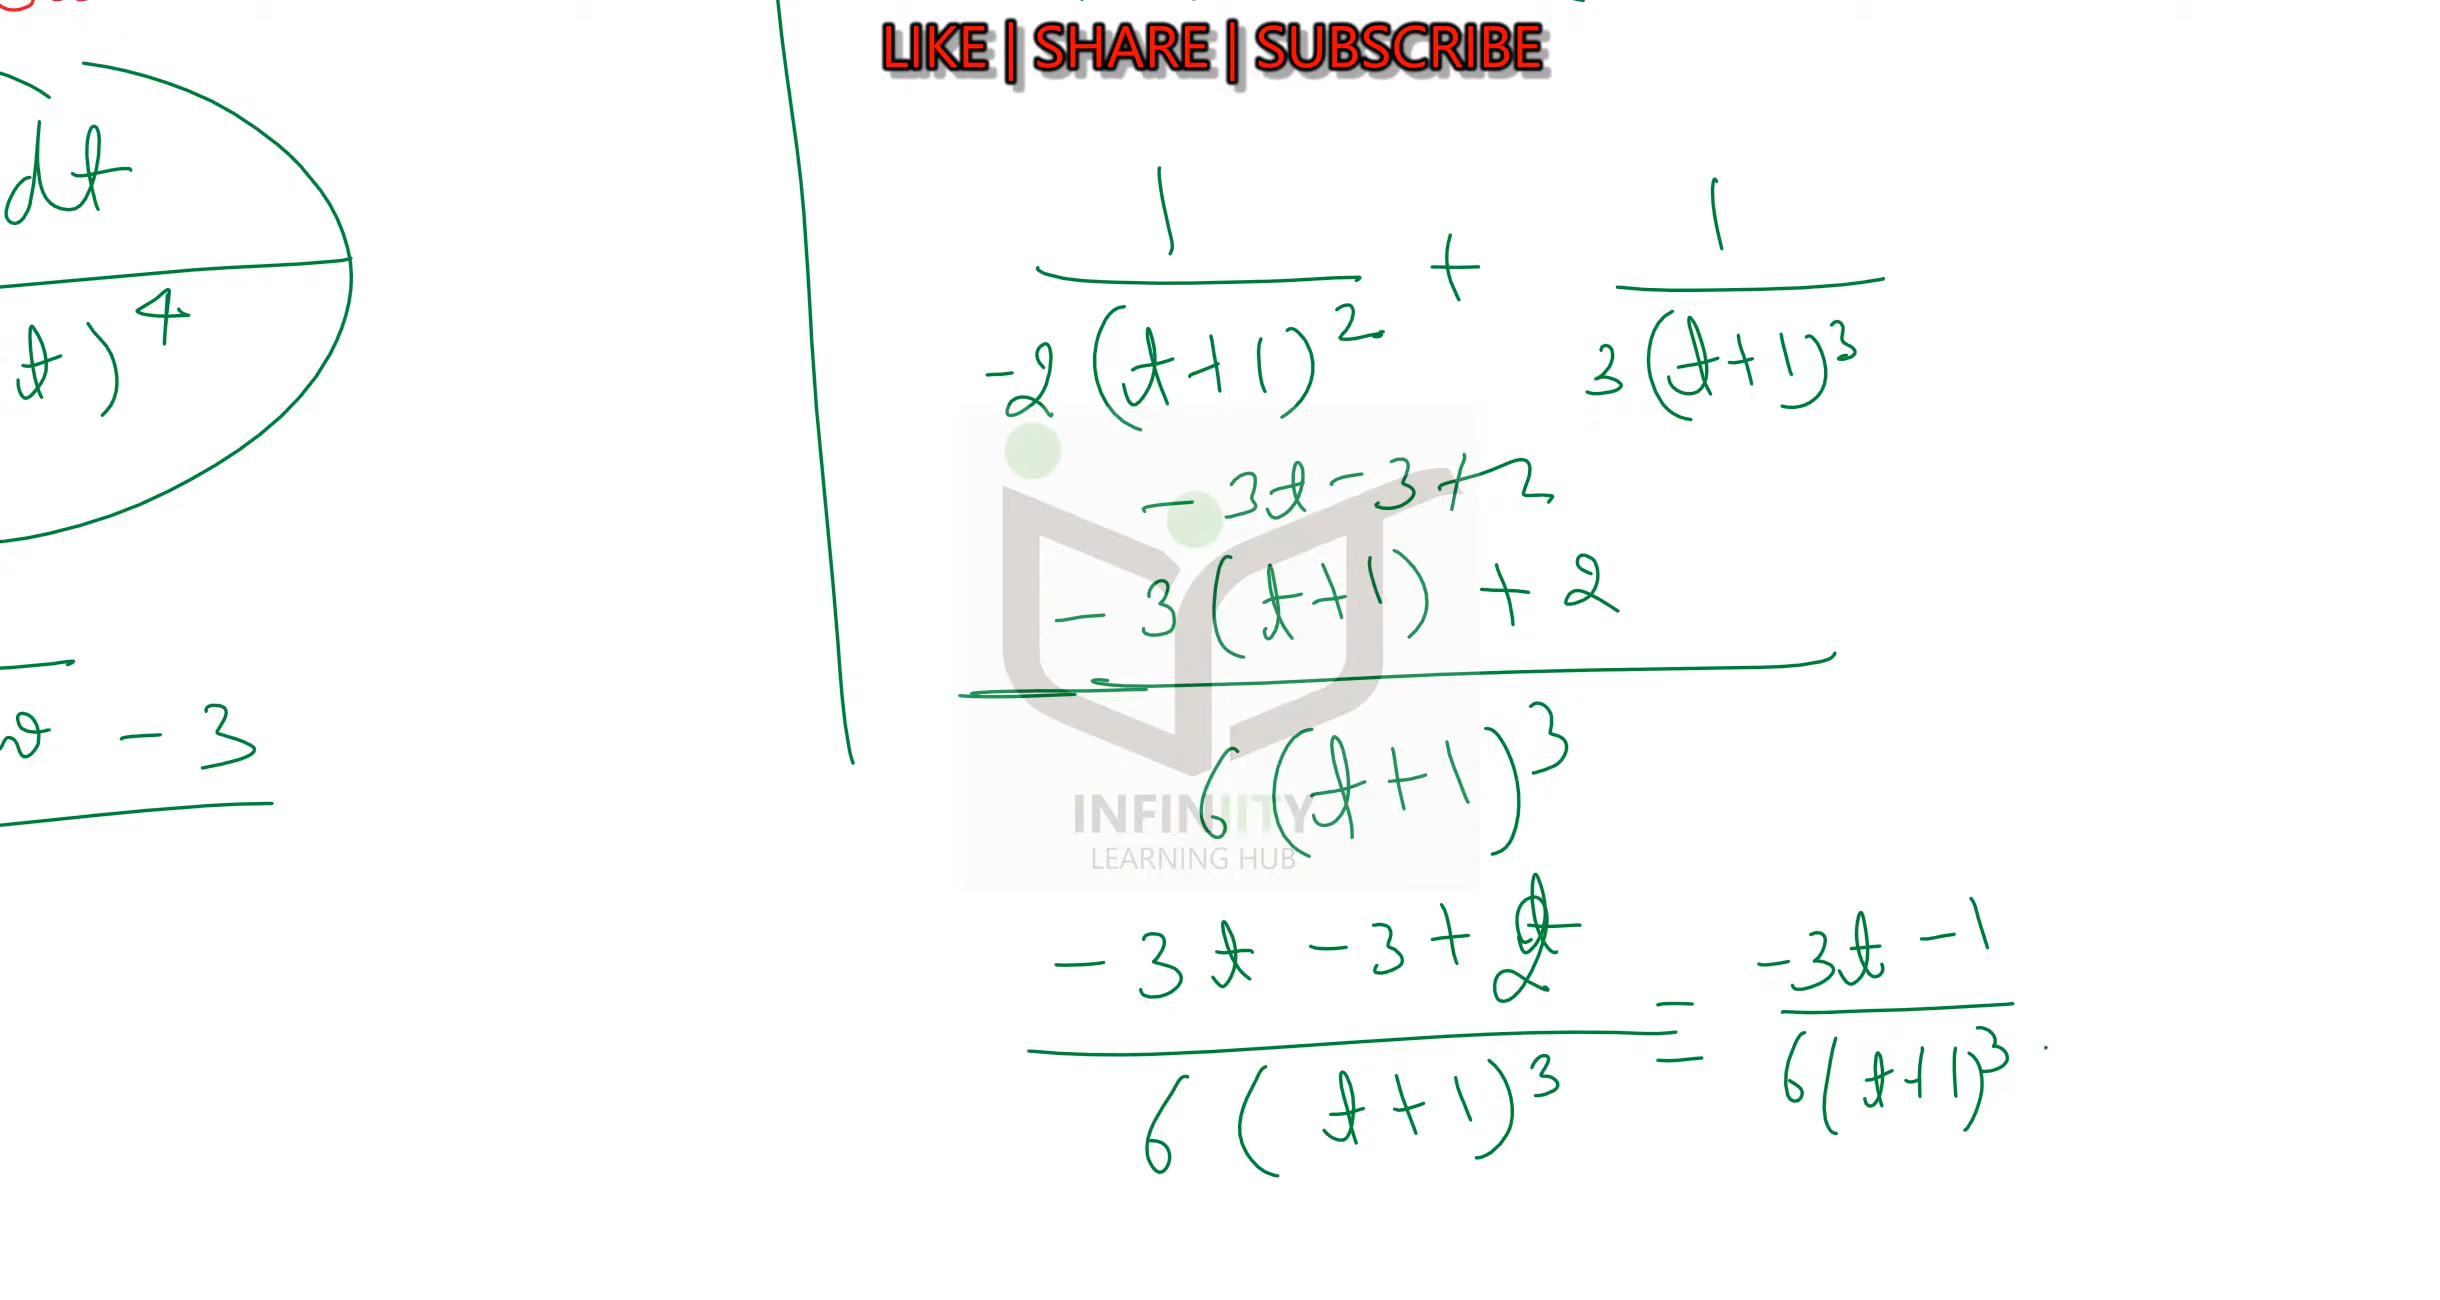 LIKE | SHARE | SUBSCRIBE
dt
t)^4
- 3
1/(-2(t+1)^2) + 1/(3(t+1)^3)
-3t-3+2
-3(t+1)+2
6(t+1)^3
INFINIITY
LEARNING HUB
(-3t-3+2)/(6(t+1)^3) = (-3t-1)/(6(t+1)^3)